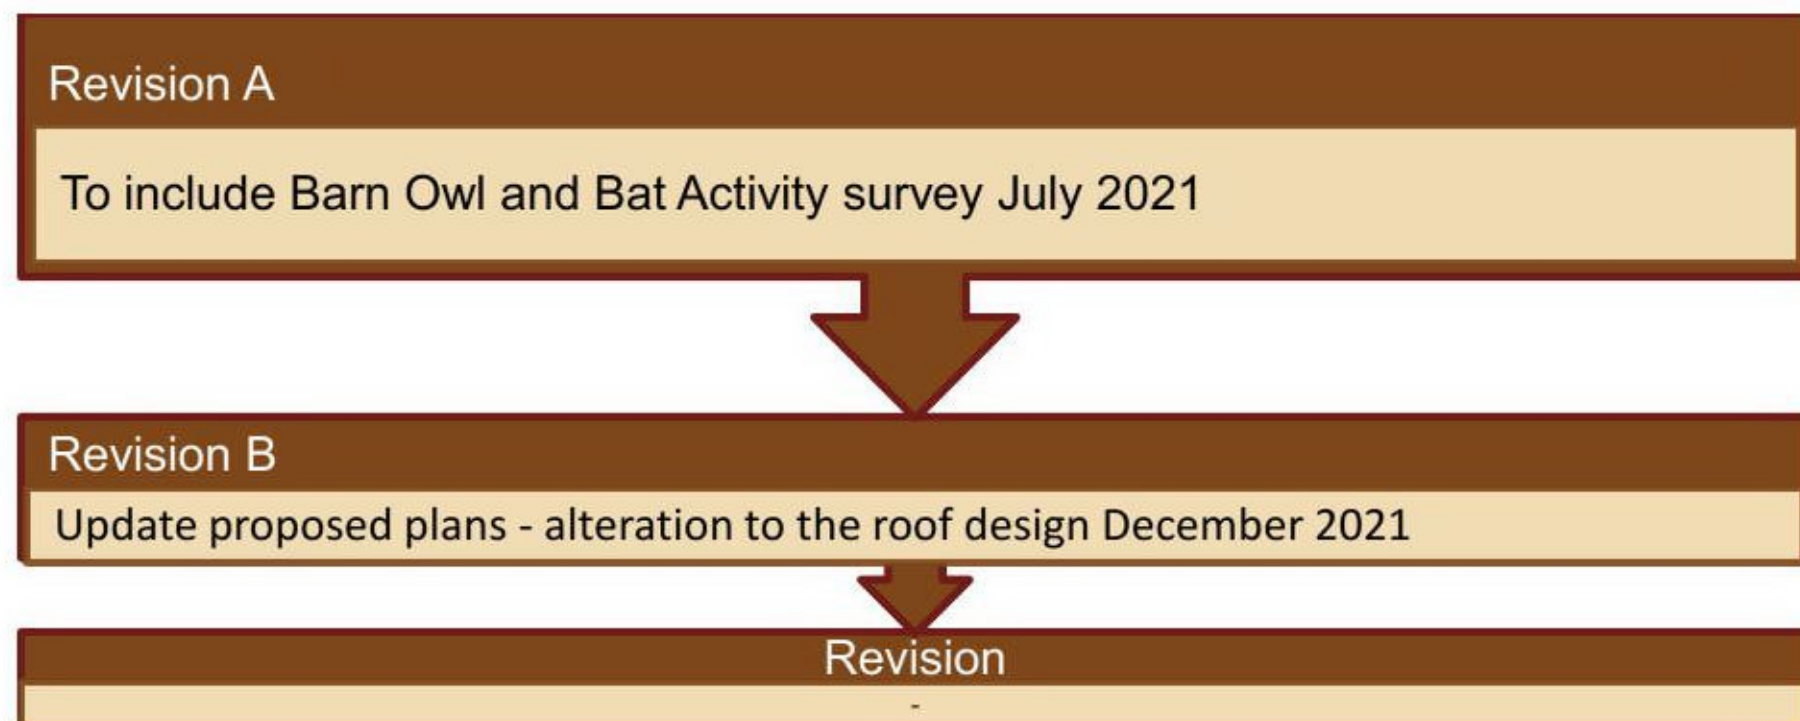 Revision A
To include Barn Owl and Bat Activity survey July 2021
Revision B
Update proposed plans - alteration to the roof design December 2021
Revision
-